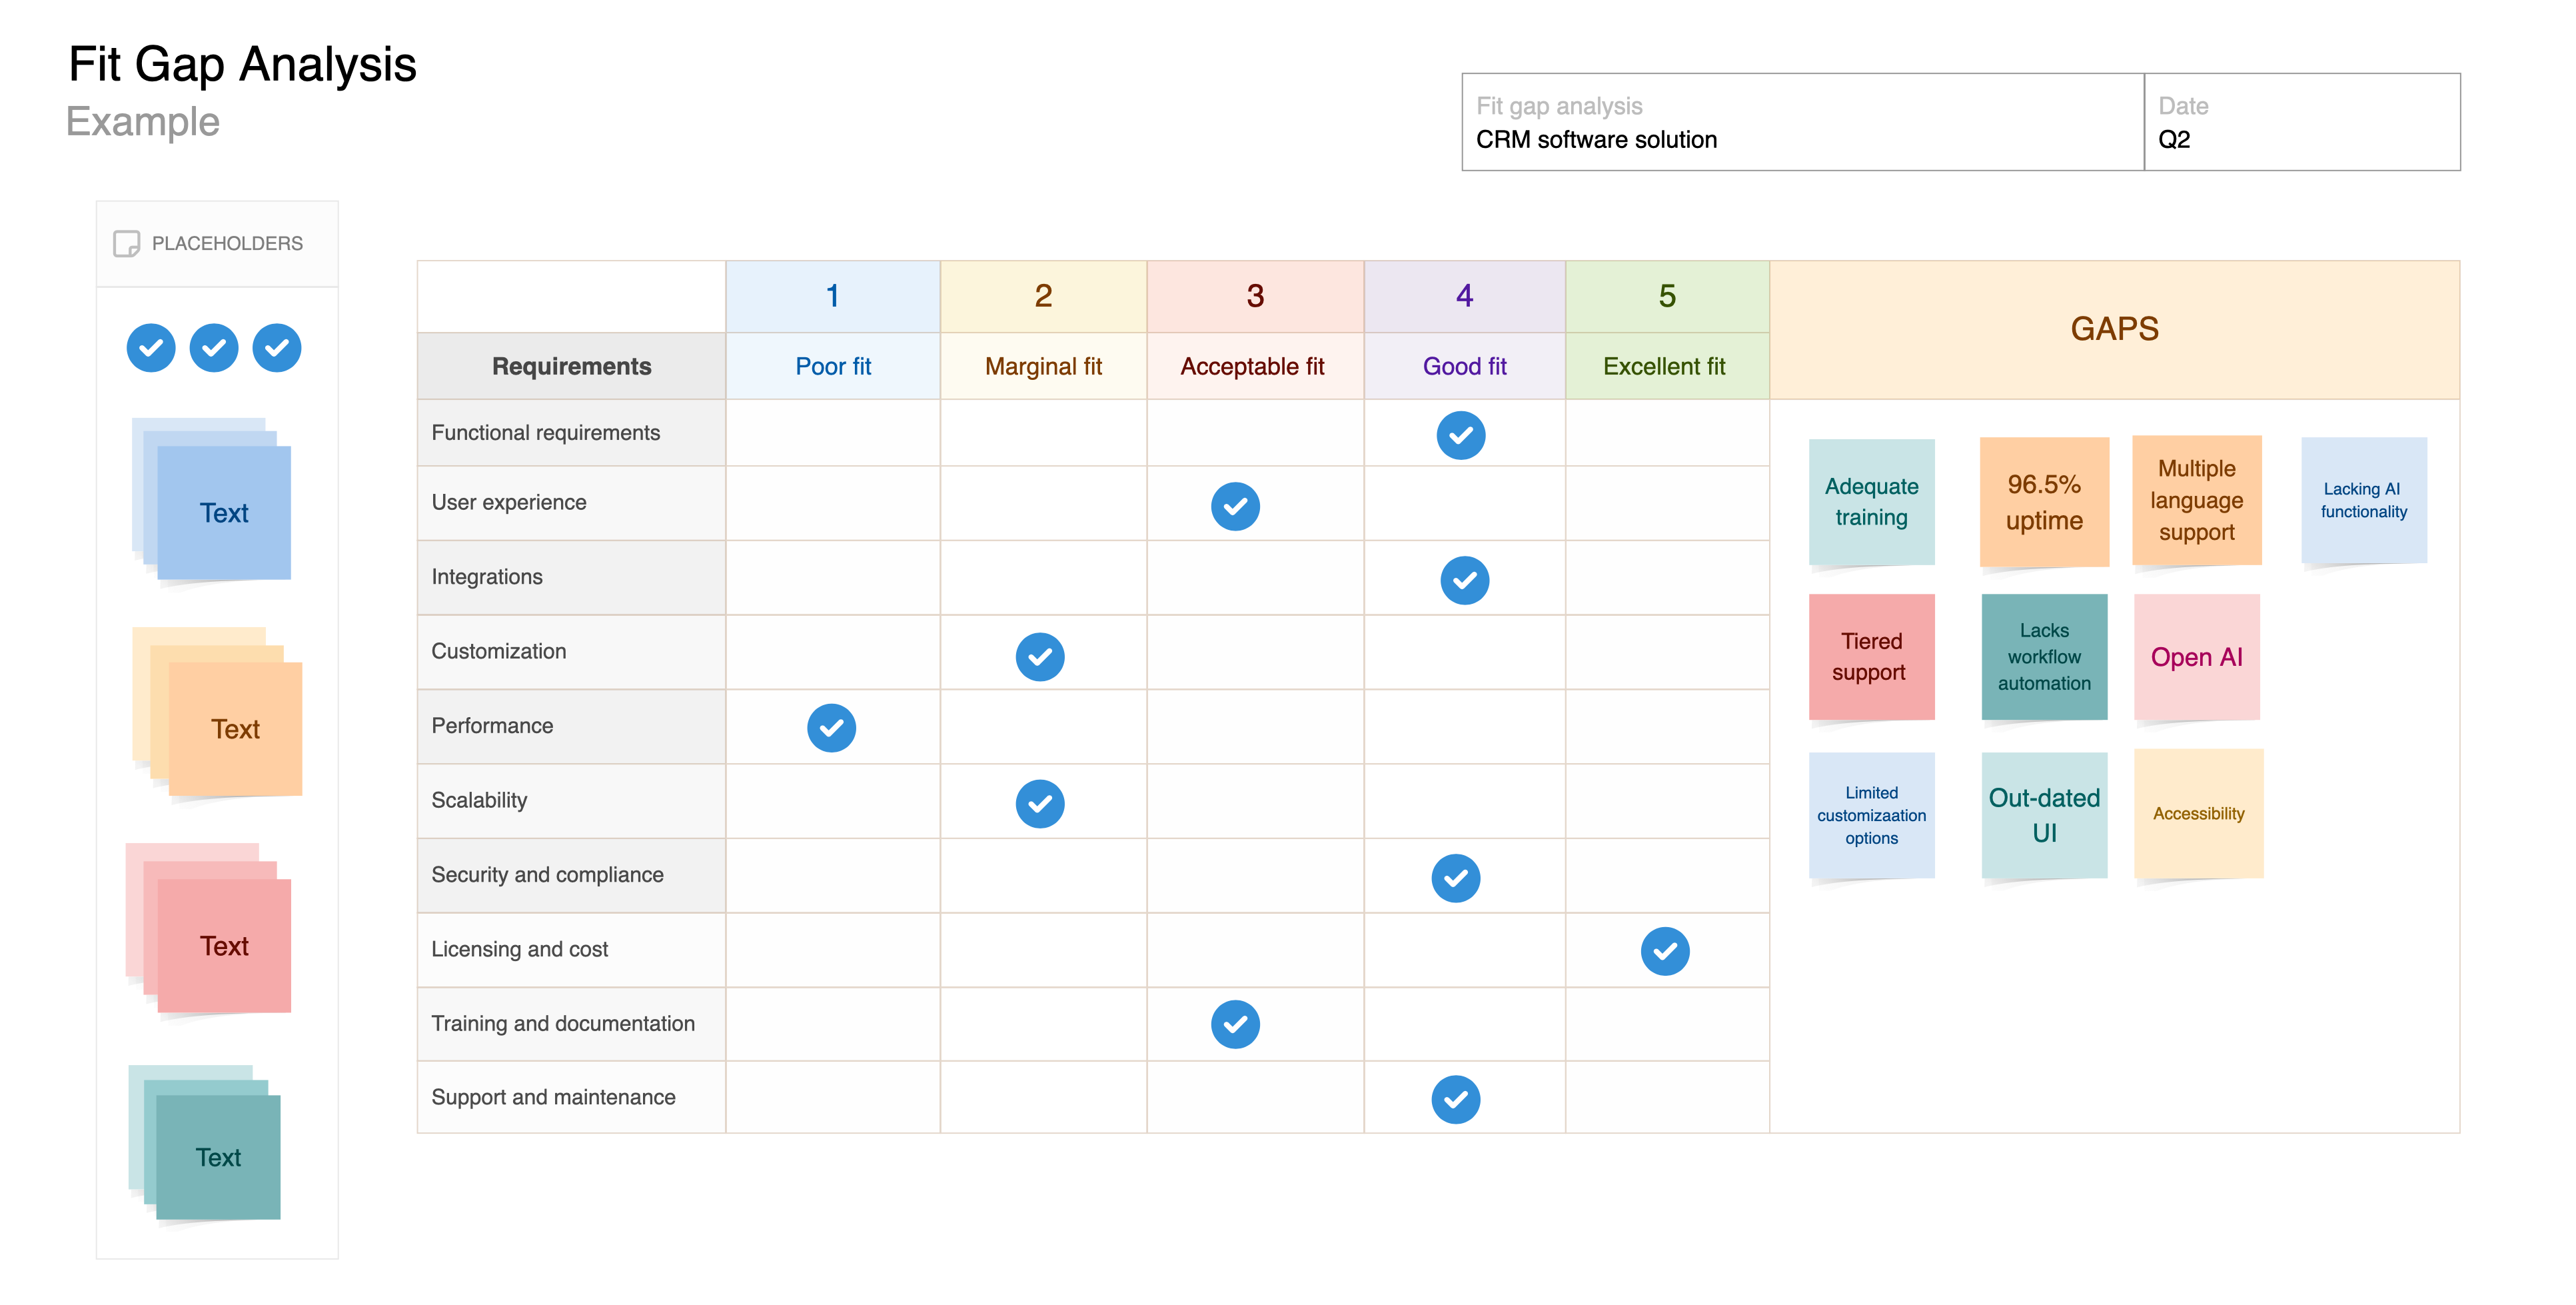 Fit Gap Analysis
Example
Fit gap analysis
CRM software solution
Date
Q2
PLACEHOLDERS
Text
Text
Text
Text
1
2
3
4
5
GAPS
Requirements
Poor fit
Marginal fit
Acceptable fit
Good fit
Excellent fit
Functional requirements
User experience
Integrations
Customization
Performance
Scalability
Security and compliance
Licensing and cost
Training and documentation
Support and maintenance
Adequate
training
96.5%
uptime
Multiple
language
support
Lacking AI
functionality
Tiered
support
Lacks
workflow
automation
Open AI
Limited
customizaation
options
Out-dated
UI
Accessibility